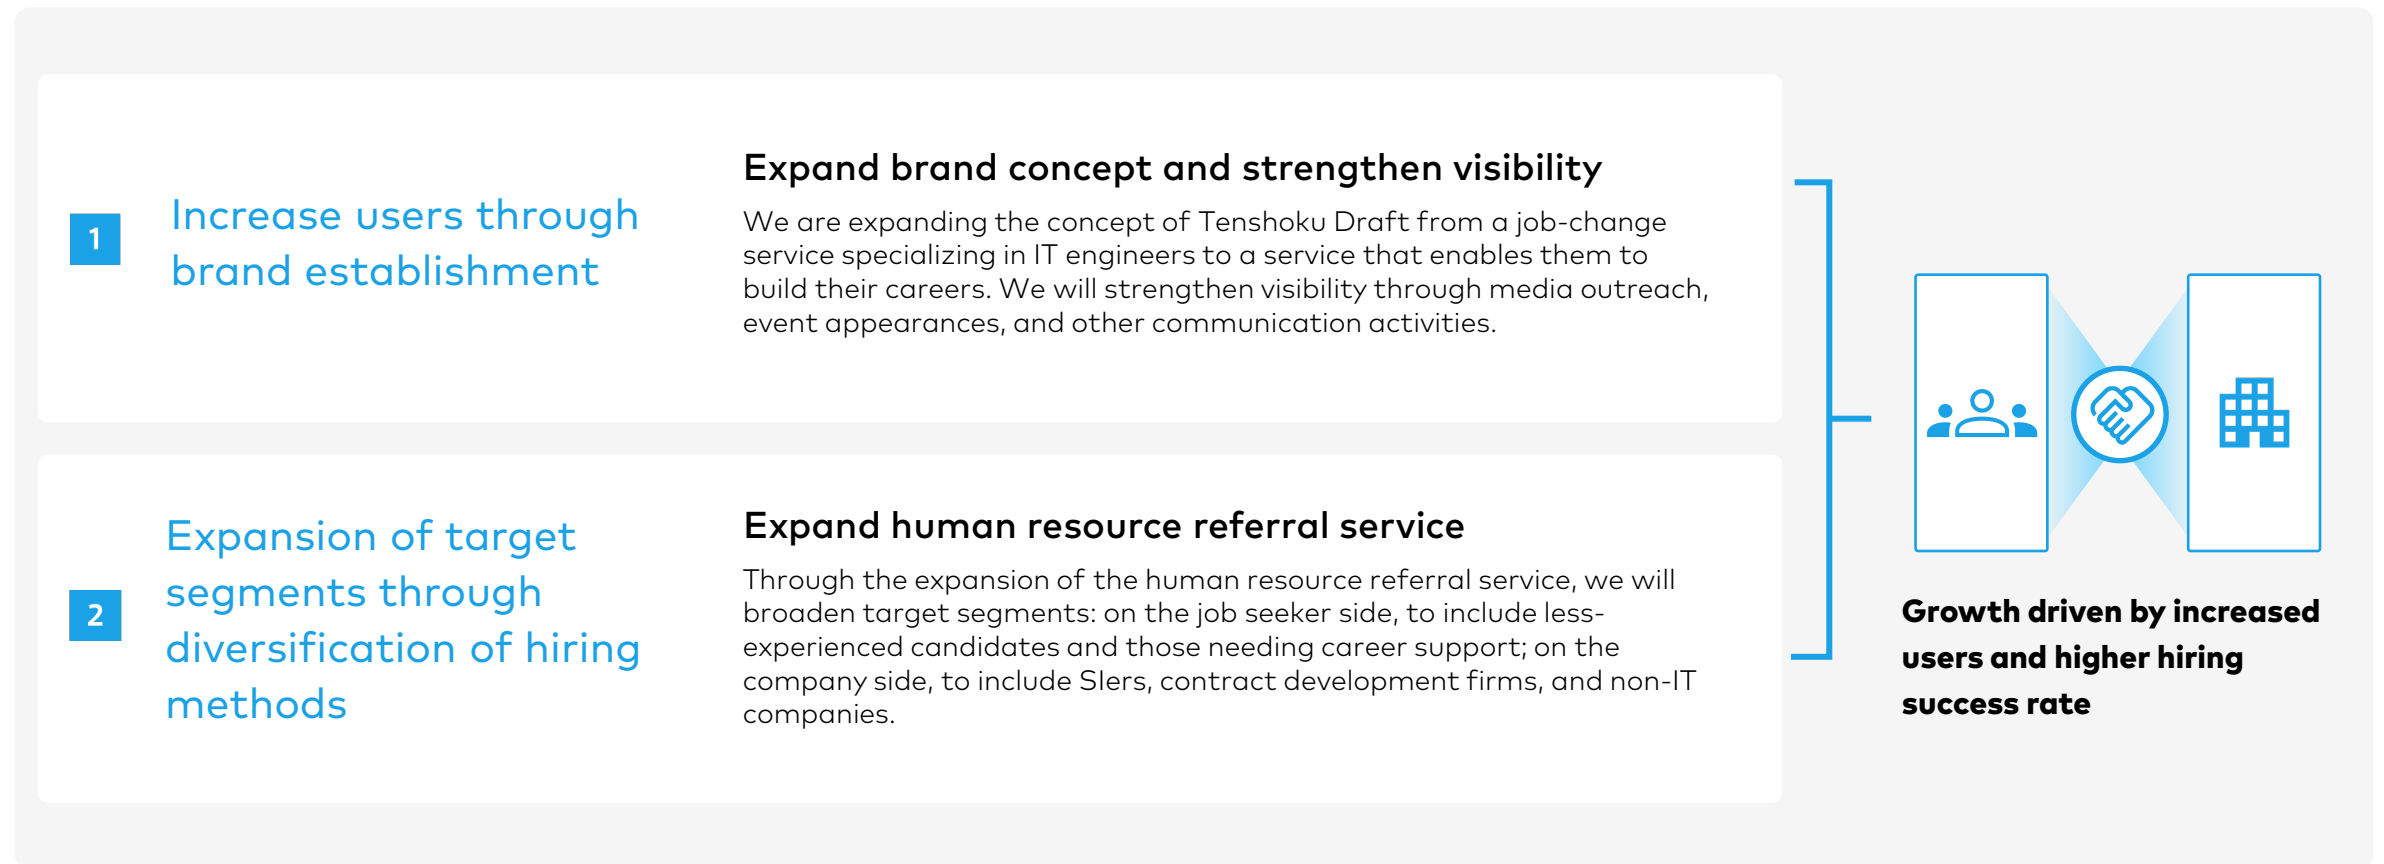 1
Increase users through
brand establishment
Expand brand concept and strengthen visibility
We are expanding the concept of Tenshoku Draft from a job-change
service specializing in IT engineers to a service that enables them to
build their careers. We will strengthen visibility through media outreach,
event appearances, and other communication activities.
2
Expansion of target
segments through
diversification of hiring
methods
Expand human resource referral service
Through the expansion of the human resource referral service, we will
broaden target segments: on the job seeker side, to include less-
experienced candidates and those needing career support; on the
company side, to include SIers, contract development firms, and non-IT
companies.
Growth driven by increased
users and higher hiring
success rate